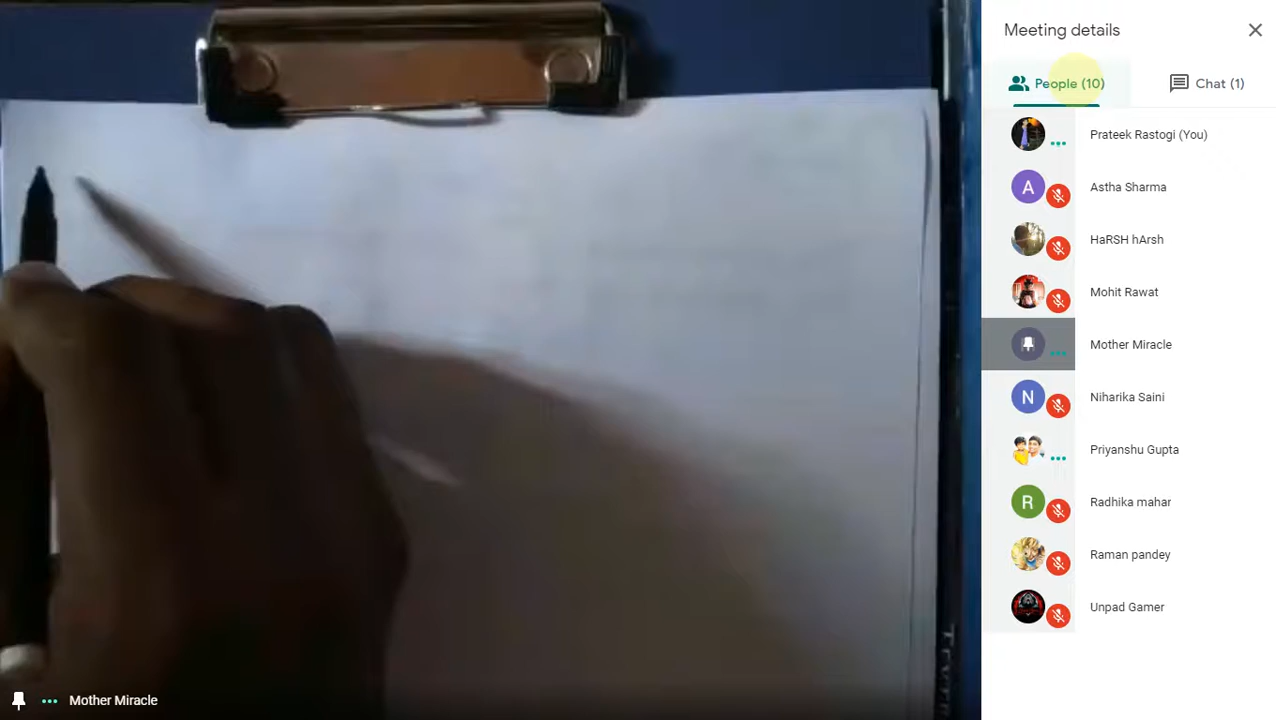 Meeting details
People (10)
Chat (1)
Prateek Rastogi (You)
A
Astha Sharma
HaRSH hArsh
Mohit Rawat
Mother Miracle
N
Niharika Saini
Priyanshu Gupta
R
Radhika mahar
Raman pandey
Unpad Gamer
Mother Miracle